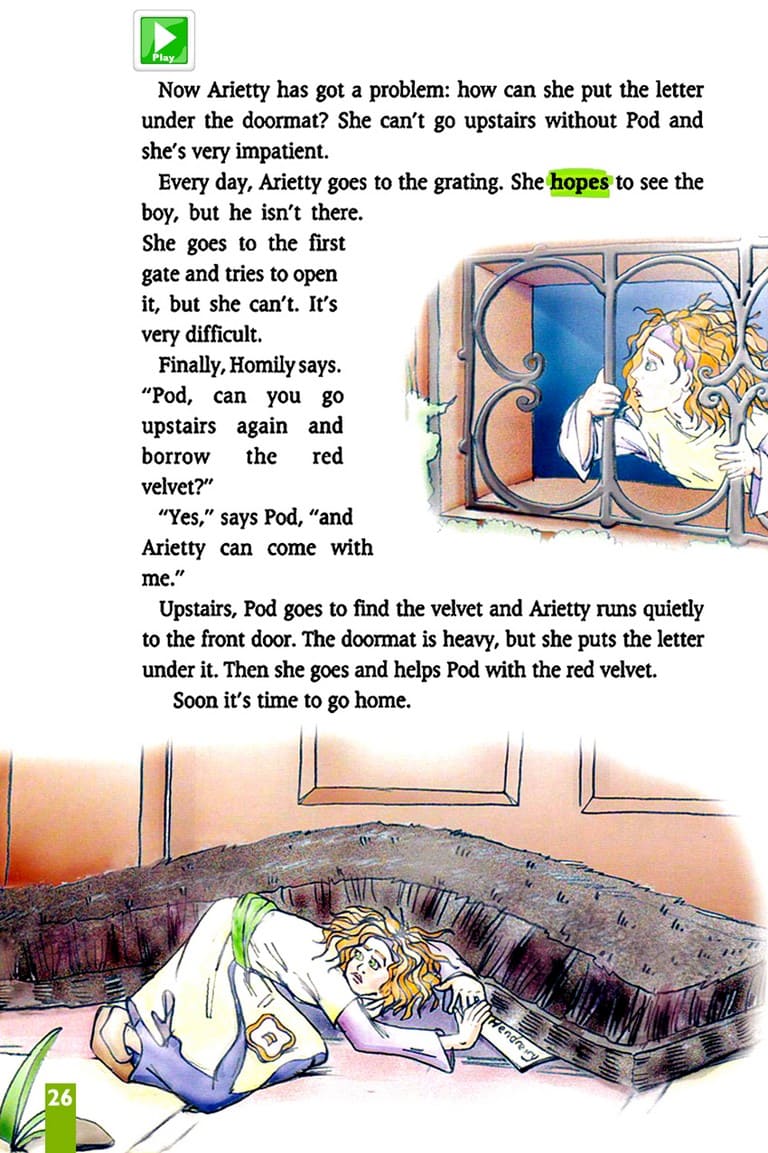 Play
Now Arietty has got a problem: how can she put the letter
under the doormat? She can't go upstairs without Pod and
she's very impatient.
Every day, Arietty goes to the grating. She hopes to see the
boy, but he isn't there.
She goes to the first
gate and tries to open
it, but she can't. It's
very difficult.
Finally, Homily says.
“Pod, can you go
upstairs again and
borrow the red
velvet?”
“Yes,” says Pod, “and
Arietty can come with
me.”
Upstairs, Pod goes to find the velvet and Arietty runs quietly
to the front door. The doormat is heavy, but she puts the letter
under it. Then she goes and helps Pod with the red velvet.
Soon it's time to go home.
26